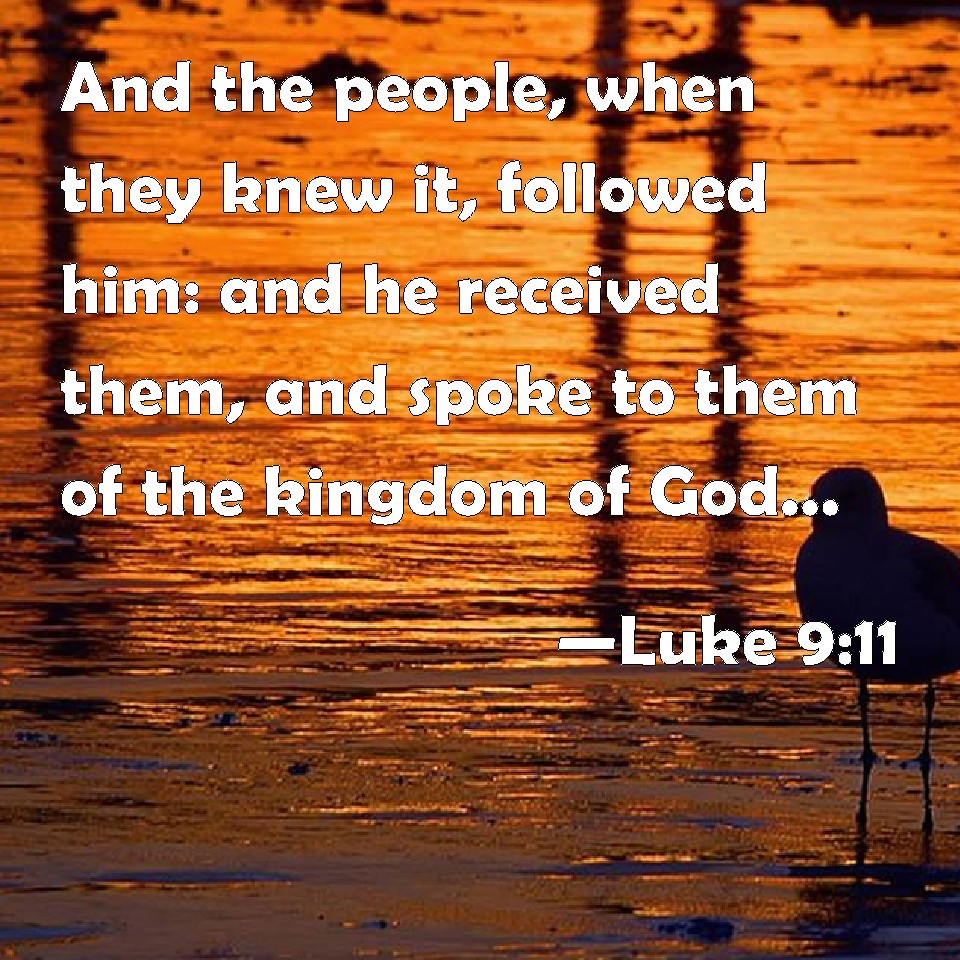 And the people, when
they knew it, followed
him: and he received
them, and spoke to them
of the kingdom of God...
—Luke 9:11